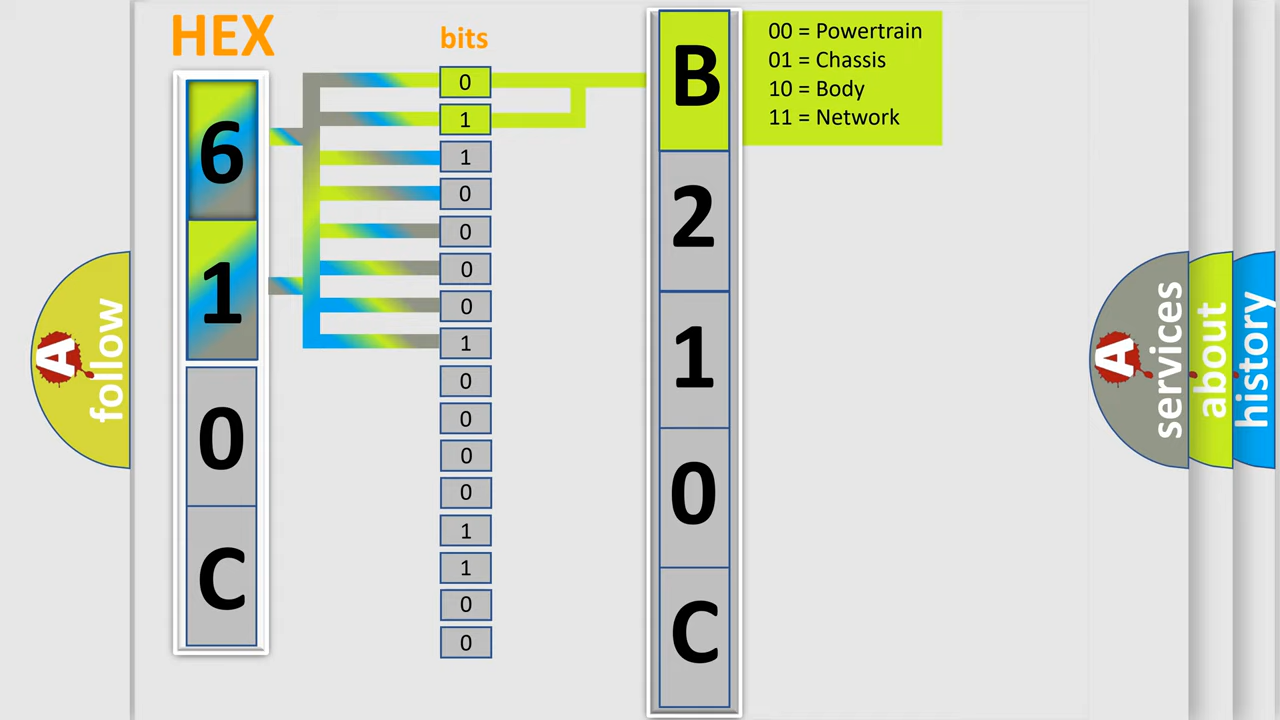 HEX
bits
6
1
0
C
0
1
1
0
0
0
0
1
0
0
0
0
1
1
0
0
B
2
1
0
C
00 = Powertrain
01 = Chassis
10 = Body
11 = Network
A
follow
A
services
about
history